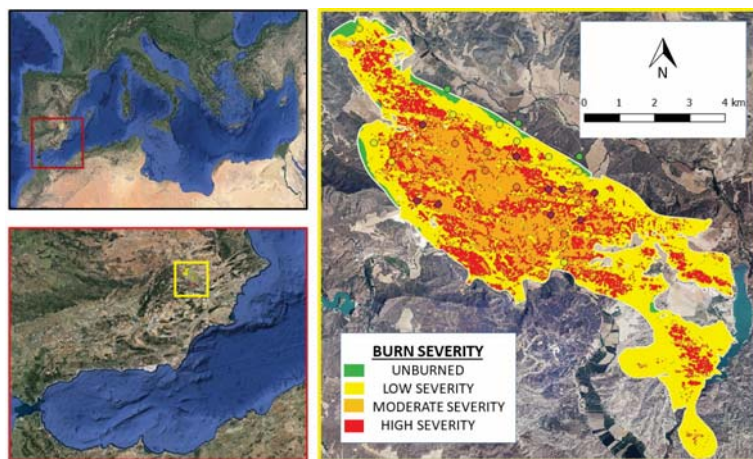 N
0 1 2 3 4 km
BURN SEVERITY
UNBURNED
LOW SEVERITY
MODERATE SEVERITY
HIGH SEVERITY